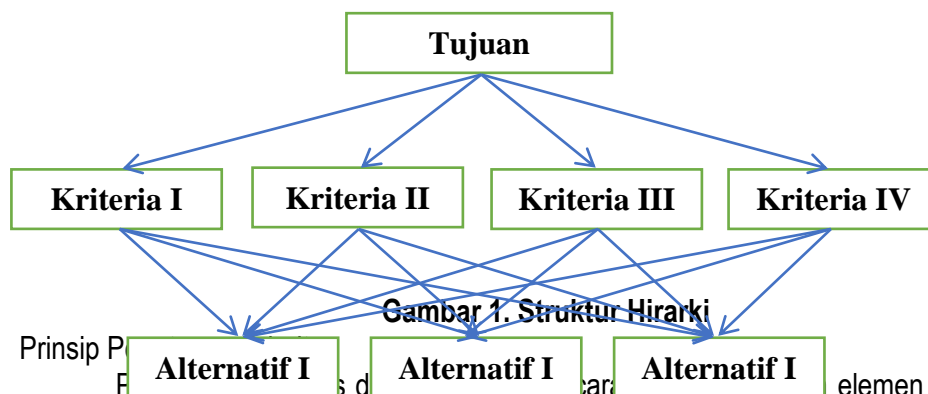 Tujuan
Kriteria I Kriteria II Kriteria III Kriteria IV
Gambar 1. Struktur Hirarki
Prinsip
Alternatif I Alternatif I Alternatif I elemen